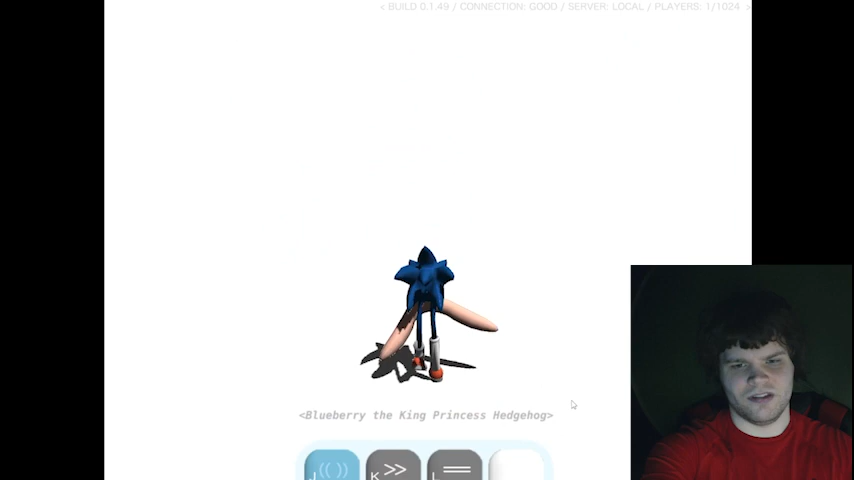 < BUILD 0.1.49 / CONNECTION: GOOD / SERVER: LOCAL / PLAYERS: 1/1024 >
<Blueberry the King Princess Hedgehog>
J
K >>
L